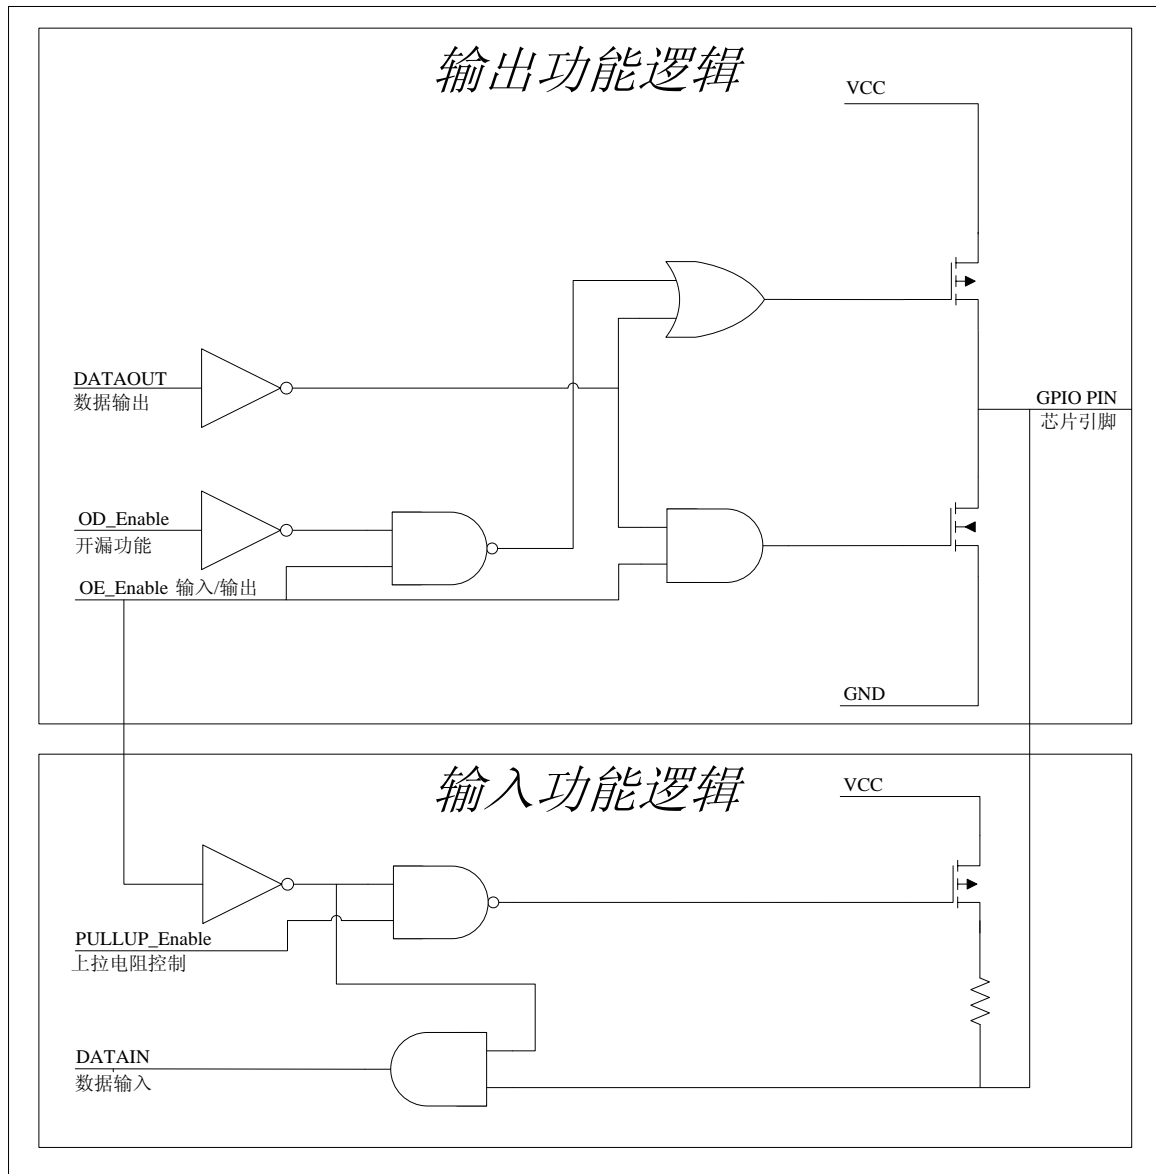 输出功能逻辑
VCC
DATAOUT
数据输出
GPIO PIN
芯片引脚
OD_Enable
开漏功能
OE_Enable 输入/输出
GND
输入功能逻辑
VCC
PULLUP_Enable
上拉电阻控制
DATAIN
数据输入